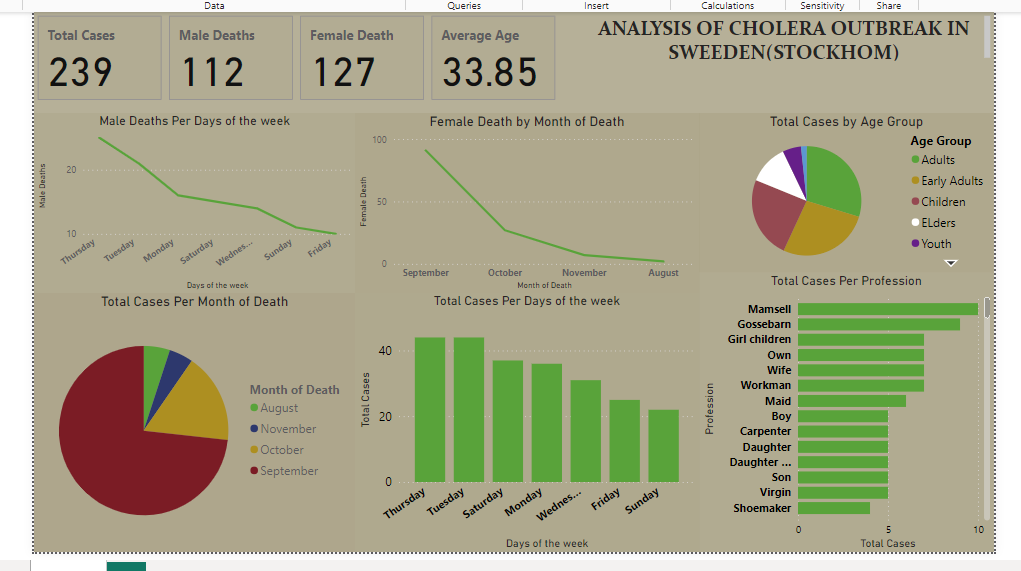 Data
Queries
Insert
Calculations
Sensitivity
Share
Total Cases
239
Male Deaths
112
Female Death
127
Average Age
33.85
ANALYSIS OF CHOLERA OUTBREAK IN
SWEDEN(STOCKHOM)
Male Deaths Per Days of the week
Male Deaths
20
10
Thursday
Tuesday
Monday
Saturday
Wednes...
Sunday
Friday
Days of the week
Female Death by Month of Death
Female Death
100
50
0
September
October
November
August
Month of Death
Total Cases by Age Group
Age Group
Adults
Early Adults
Children
ELders
Youth
Total Cases Per Month of Death
Month of Death
August
November
October
September
Total Cases Per Days of the week
Total Cases
40
20
0
Thursday
Tuesday
Saturday
Monday
Wednes...
Friday
Sunday
Days of the week
Total Cases Per Profession
Profession
Mamsell
Gossebarn
Girl children
Own
Wife
Workman
Maid
Boy
Carpenter
Daughter
Daughter ...
Son
Virgin
Shoemaker
0
5
10
Total Cases